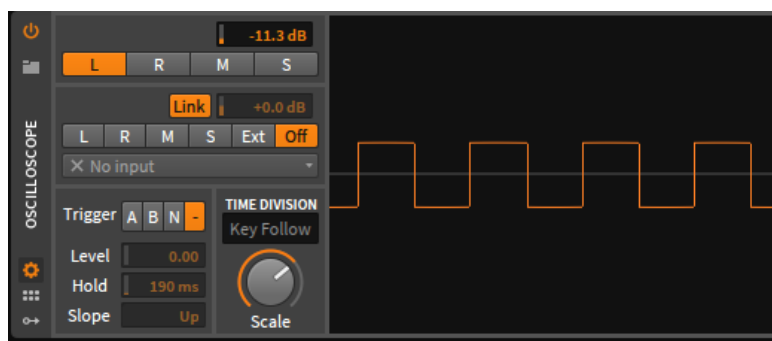 OSCILLOSCOPE
-11.3 dB
L R M S
Link +0.0 dB
L R M S Ext Off
× No input
Trigger A B N -
Level 0.00
Hold 190 ms
Slope Up
TIME DIVISION
Key Follow
Scale